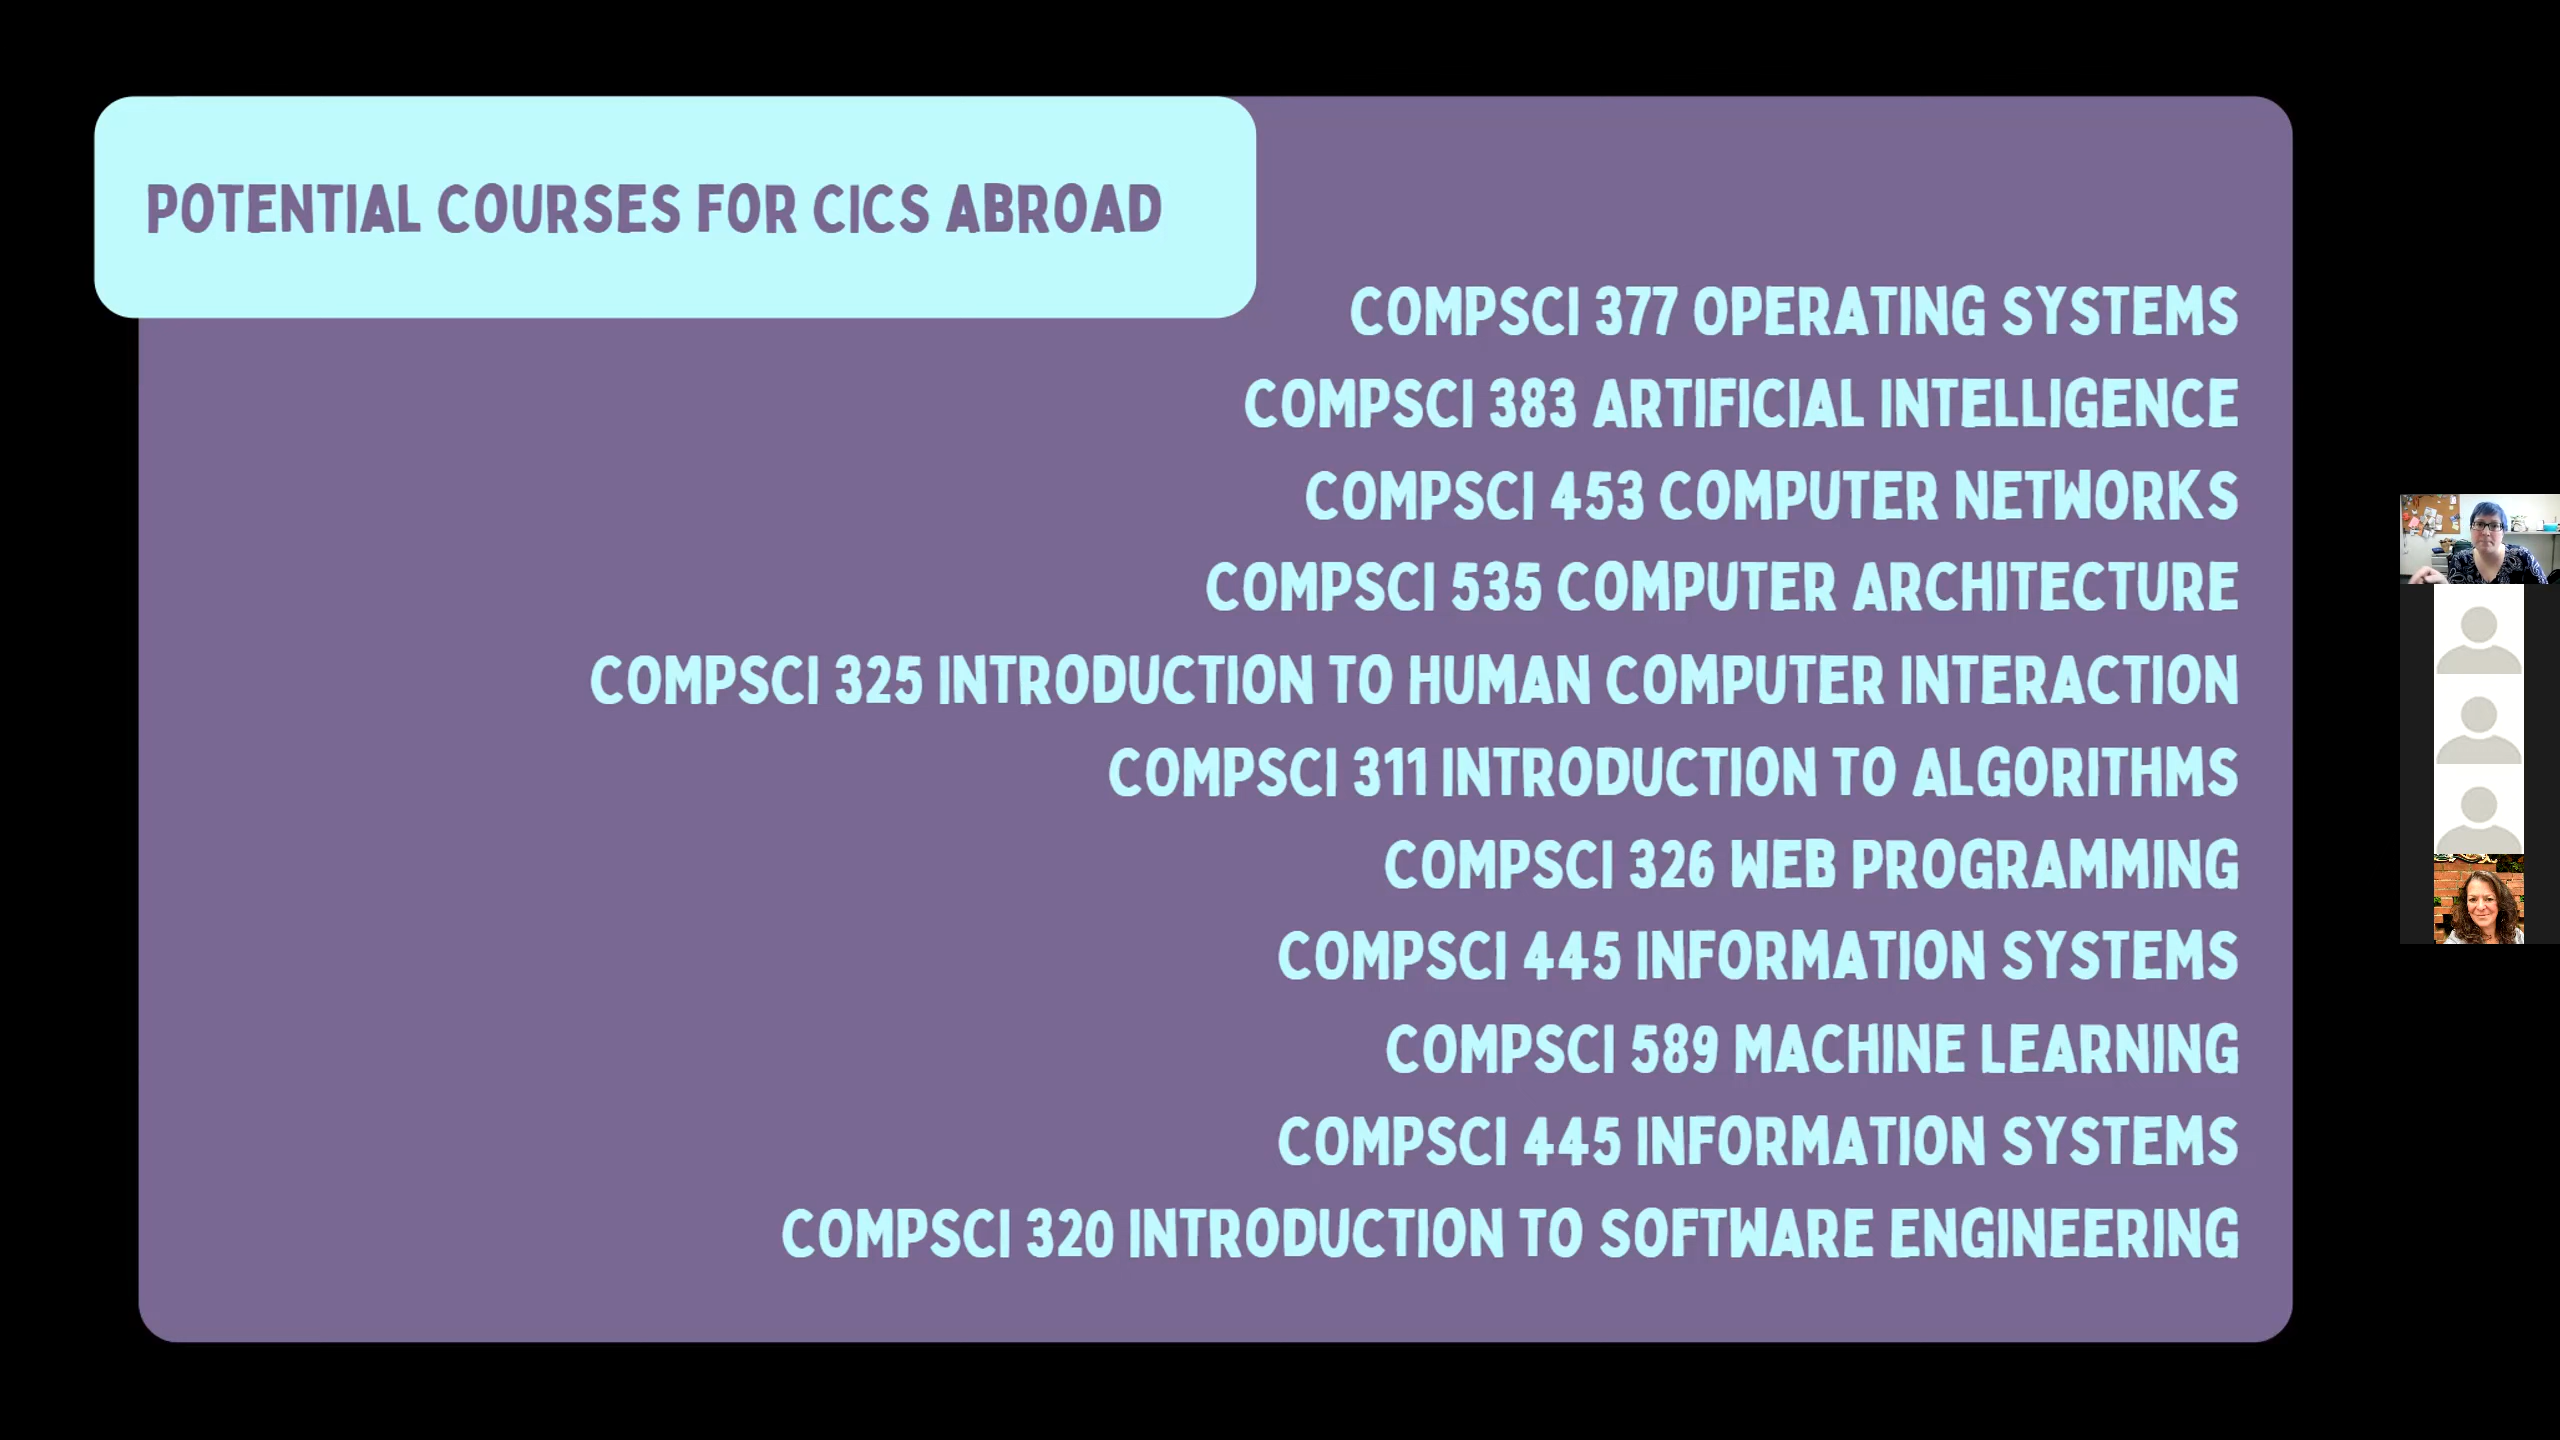 POTENTIAL COURSES FOR CICS ABROAD
COMPSCI 377 OPERATING SYSTEMS
COMPSCI 383 ARTIFICIAL INTELLIGENCE
COMPSCI 453 COMPUTER NETWORKS
COMPSCI 535 COMPUTER ARCHITECTURE
COMPSCI 325 INTRODUCTION TO HUMAN COMPUTER INTERACTION
COMPSCI 311 INTRODUCTION TO ALGORITHMS
COMPSCI 326 WEB PROGRAMMING
COMPSCI 445 INFORMATION SYSTEMS
COMPSCI 589 MACHINE LEARNING
COMPSCI 445 INFORMATION SYSTEMS
COMPSCI 320 INTRODUCTION TO SOFTWARE ENGINEERING